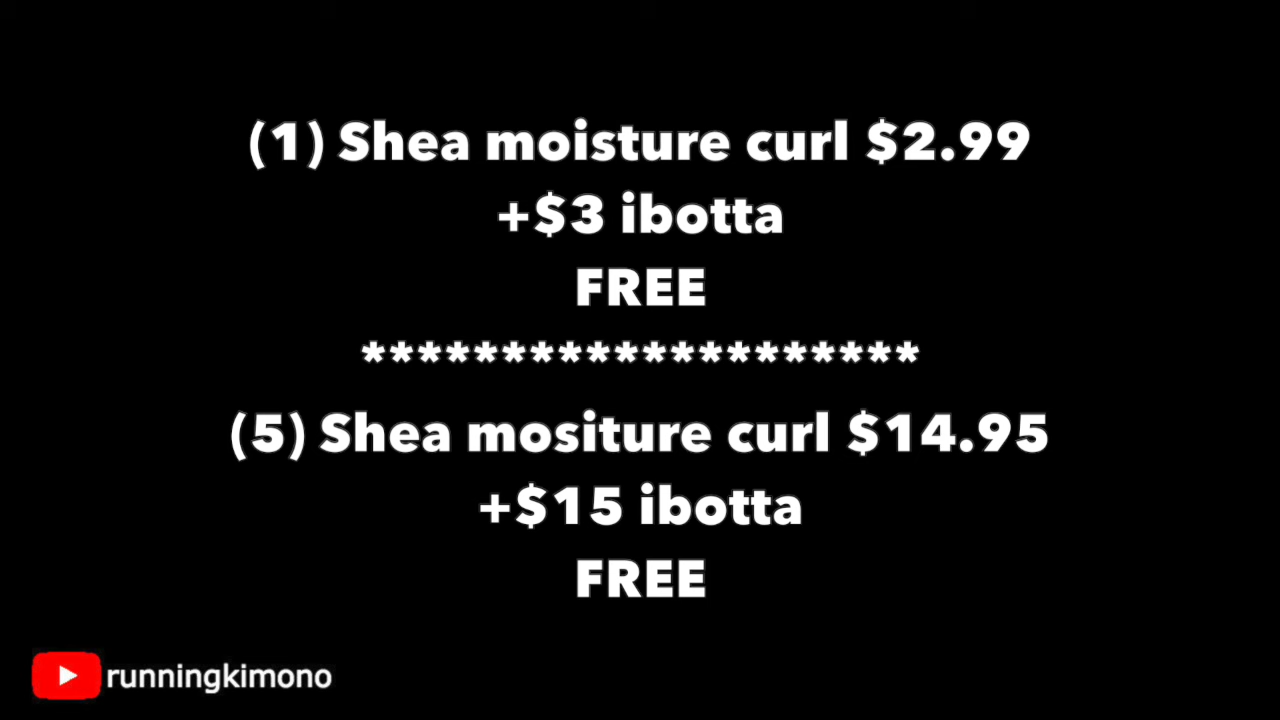 (1) Shea moisture curl $2.99
+$3 ibotta
FREE
********************
(5) Shea mositure curl $14.95
+$15 ibotta
FREE
runningkimono